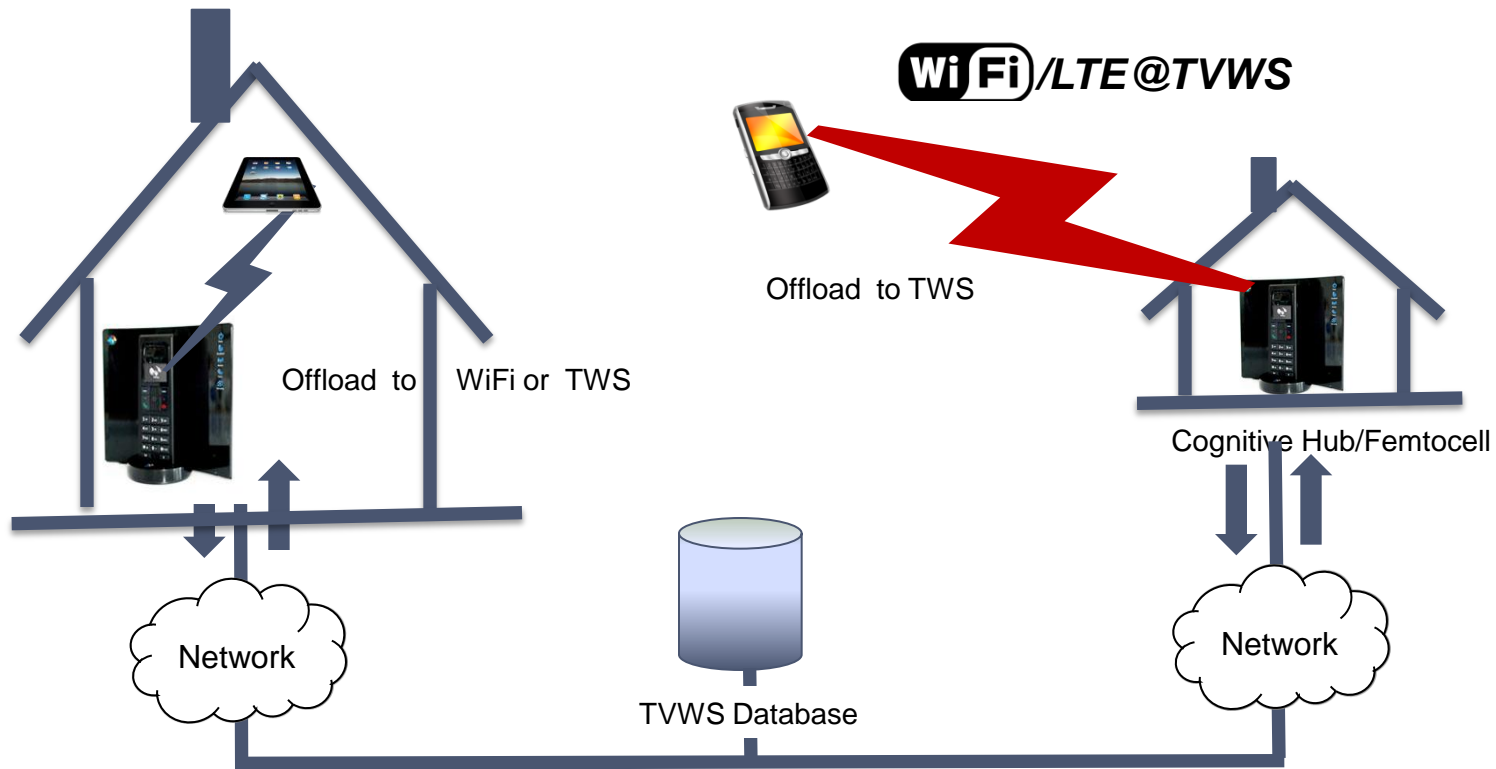 WiFi/LTE@TVWS
Offload to TWS
Offload to WiFi or TWS
Cognitive Hub/Femtocell
Network
Network
TVWS Database